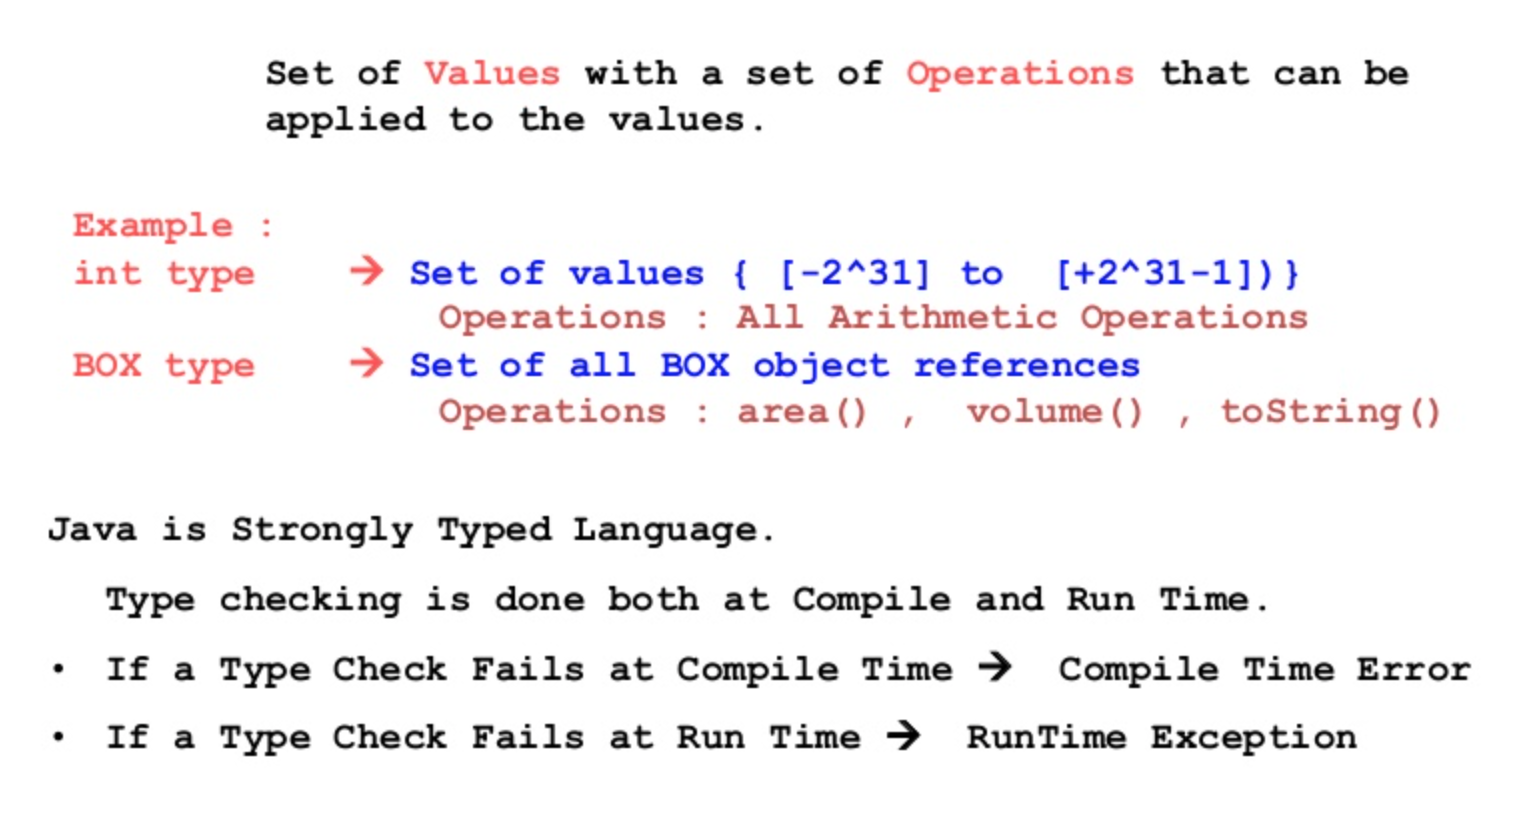 Set of Values with a set of Operations that can be
applied to the values.
Example :
int type → Set of values { [-2^31] to [+2^31-1])}
Operations : All Arithmetic Operations
BOX type → Set of all BOX object references
Operations : area() , volume() , toString()
Java is Strongly Typed Language.
Type checking is done both at Compile and Run Time.
• If a Type Check Fails at Compile Time → Compile Time Error
• If a Type Check Fails at Run Time → RunTime Exception